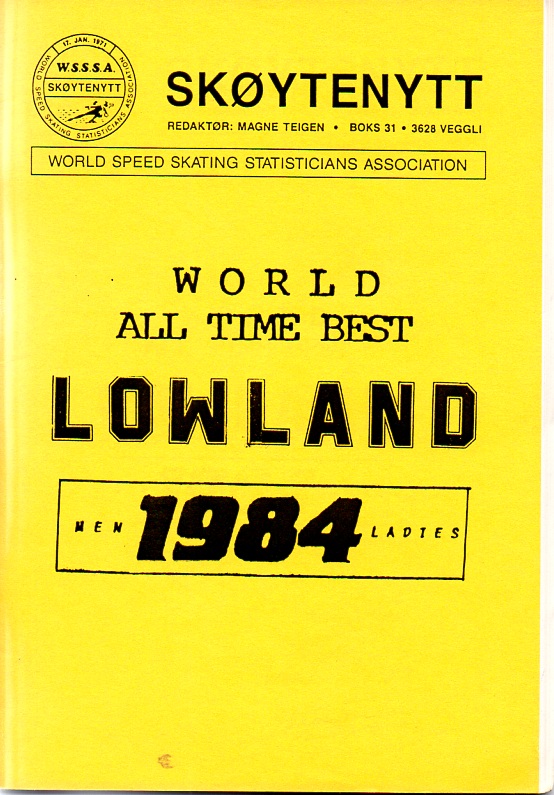 17. JAN. 1971
W.S.S.S.A.
SKØYTENYTT
WORLD SPEED SKATING STATISTICIANS ASSOCIATION
SKØYTENYTT
REDAKTØR: MAGNE TEIGEN • BOKS 31 • 3628 VEGGLI
WORLD SPEED SKATING STATISTICIANS ASSOCIATION
WORLD
ALL TIME BEST
LOWLAND
MEN 1984 LADIES